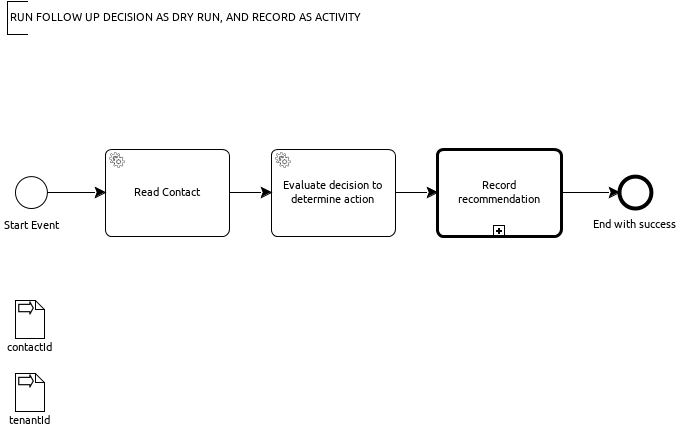 RUN FOLLOW UP DECISION AS DRY RUN, AND RECORD AS ACTIVITY
Read Contact
Evaluate decision to
determine action
Record
recommendation
Start Event
End with success
contactId
tenantId